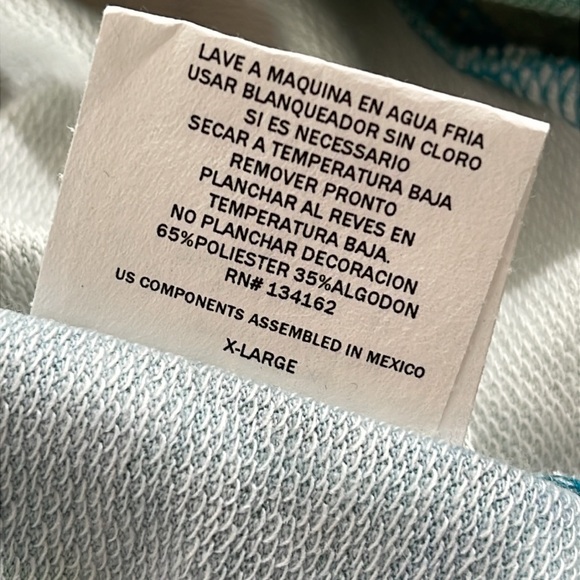 LAVE A MAQUINA EN AGUA FRIA
USAR BLANQUEADOR SIN CLORO
SI ES NECESSARIO
SECAR A TEMPERATURA BAJA
REMOVER PRONTO
PLANCHAR AL REVES EN
TEMPERATURA BAJA.
NO PLANCHAR DECORACION
65%POLIESTER 35%ALGODON
RN# 134162
US COMPONENTS ASSEMBLED IN MEXICO
X-LARGE